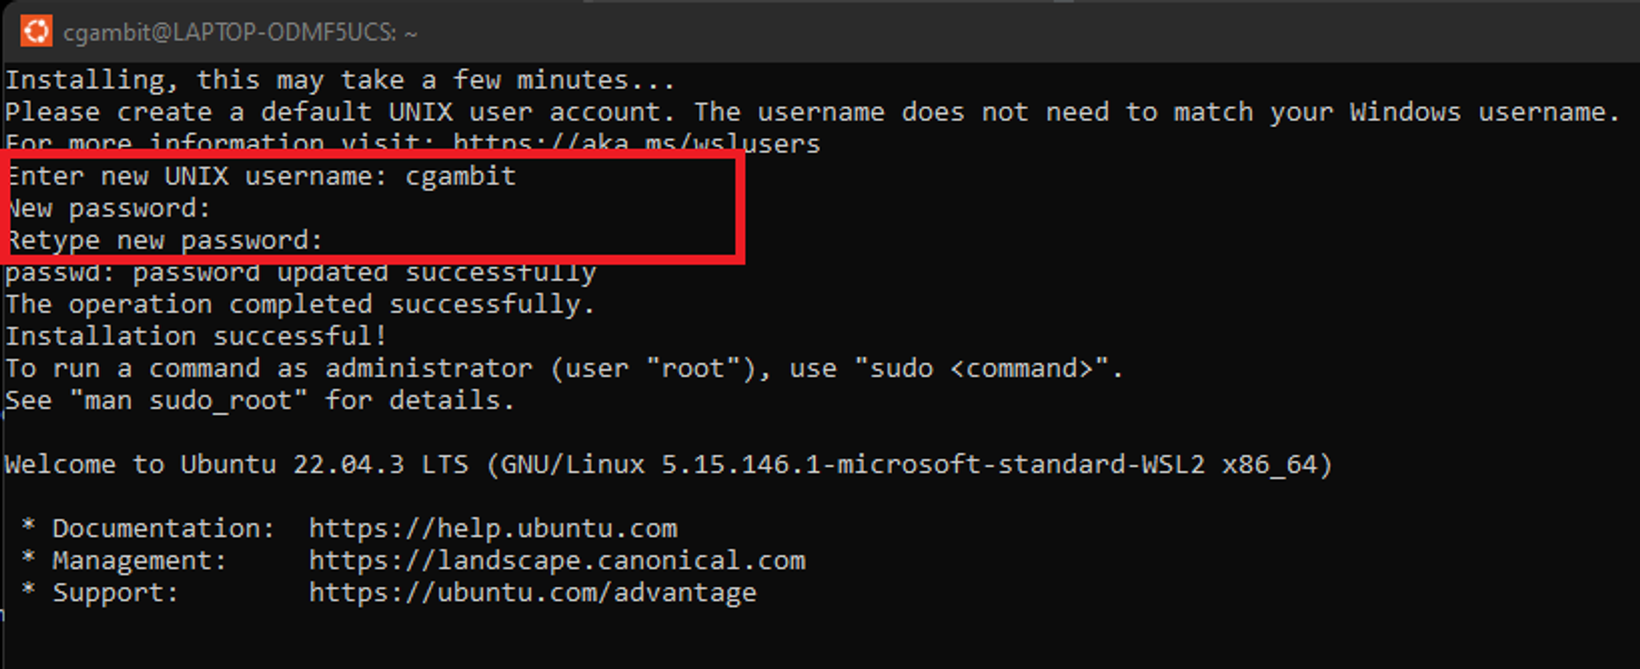 cgambit@LAPTOP-ODMF5UCS: ~
Installing, this may take a few minutes...
Please create a default UNIX user account. The username does not need to match your Windows username.
For more information visit: https://aka.ms/wslusers
Enter new UNIX username: cgambit
New password:
Retype new password:
passwd: password updated successfully
The operation completed successfully.
Installation successful!
To run a command as administrator (user "root"), use "sudo <command>".
See "man sudo_root" for details.
Welcome to Ubuntu 22.04.3 LTS (GNU/Linux 5.15.146.1-microsoft-standard-WSL2 x86_64)
* Documentation:  https://help.ubuntu.com
* Management:     https://landscape.canonical.com
* Support:        https://ubuntu.com/advantage